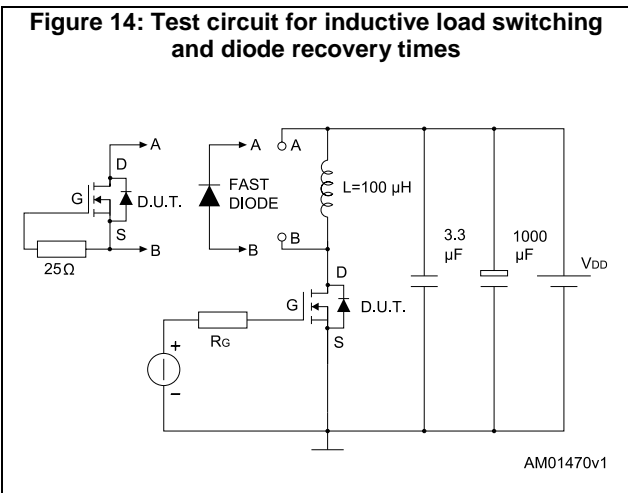 Figure 14: Test circuit for inductive load switching
and diode recovery times
A
D
G
D.U.T.
S
B
25Ω
A
FAST
DIODE
B
A
L=100 µH
B
D
G
D.U.T.
S
RG
+
−
3.3
µF
1000
µF
VDD
AM01470v1